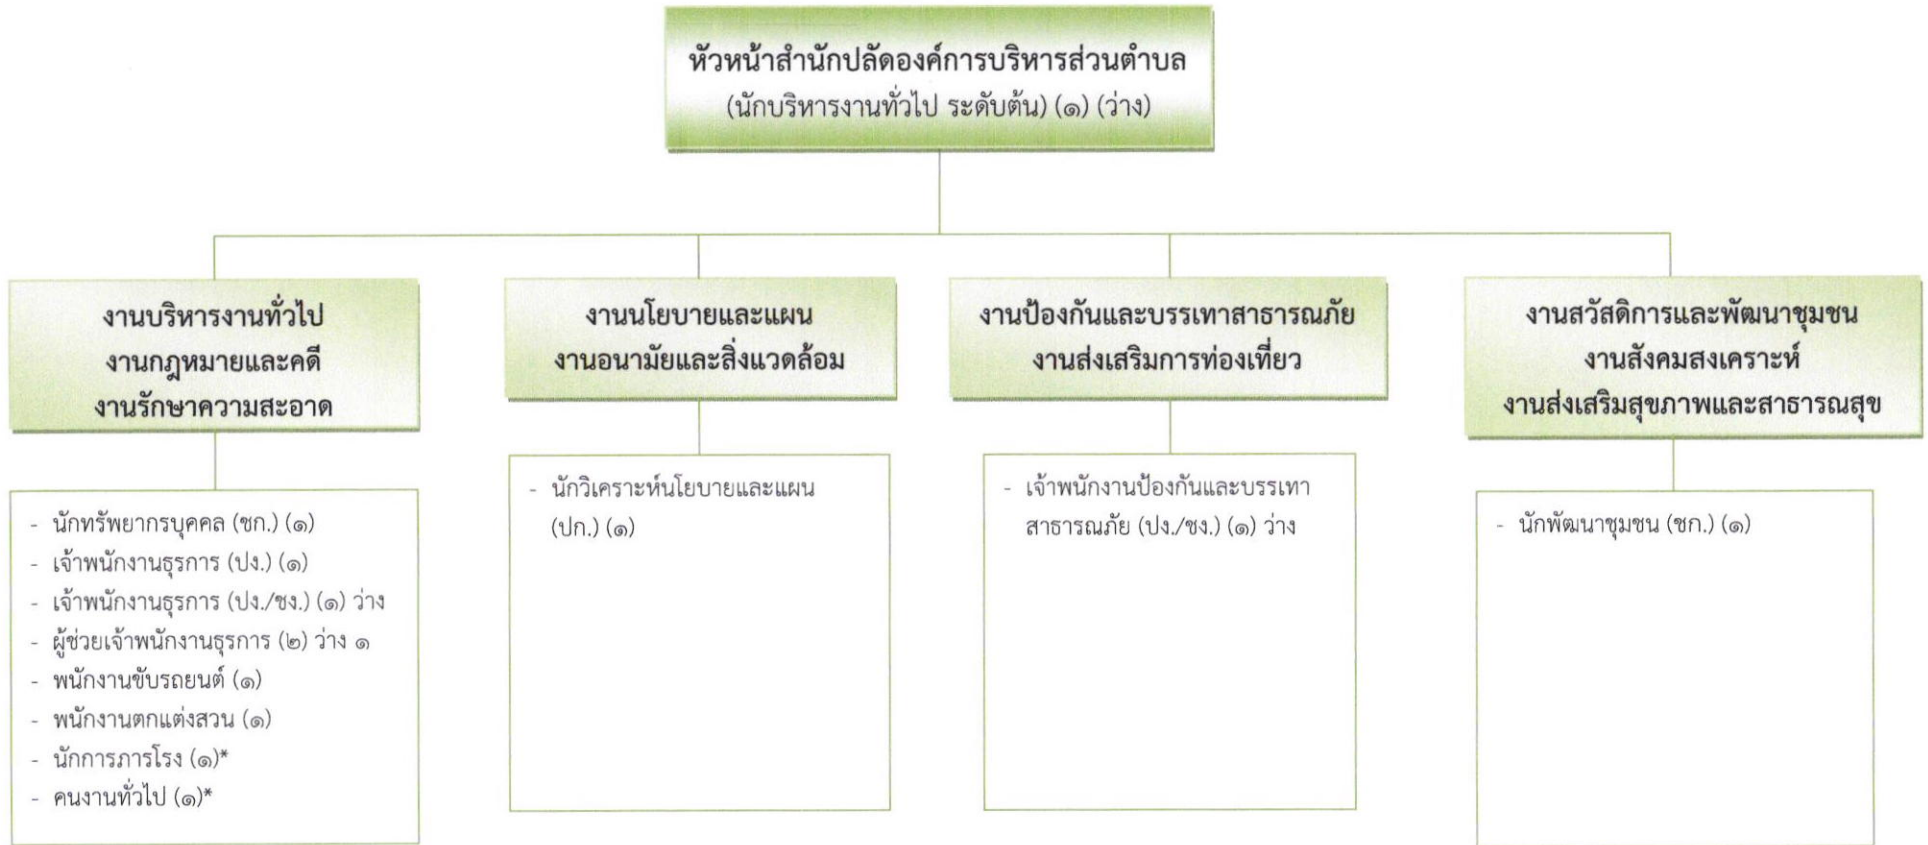 หัวหน้าสำนักปลัดองค์การบริหารส่วนตำบล
(นักบริหารงานทั่วไป ระดับต้น) (๑) (ว่าง)
งานบริหารงานทั่วไป
งานกฎหมายและคดี
งานรักษาความสะอาด
- นักทรัพยากรบุคคล (ชก.) (๑)
- เจ้าพนักงานธุรการ (ปง.) (๑)
- เจ้าพนักงานธุรการ (ปง./ชง.) (๑) ว่าง
- ผู้ช่วยเจ้าพนักงานธุรการ (๒) ว่าง ๑
- พนักงานขับรถยนต์ (๑)
- พนักงานตกแต่งสวน (๑)
- นักการภารโรง (๑)*
- คนงานทั่วไป (๑)*
งานนโยบายและแผน
งานอนามัยและสิ่งแวดล้อม
- นักวิเคราะห์นโยบายและแผน
(ปก.) (๑)
งานป้องกันและบรรเทาสาธารณภัย
งานส่งเสริมการท่องเที่ยว
- เจ้าพนักงานป้องกันและบรรเทา
สาธารณภัย (ปง./ชง.) (๑) ว่าง
งานสวัสดิการและพัฒนาชุมชน
งานสังคมสงเคราะห์
งานส่งเสริมสุขภาพและสาธารณสุข
- นักพัฒนาชุมชน (ชก.) (๑)